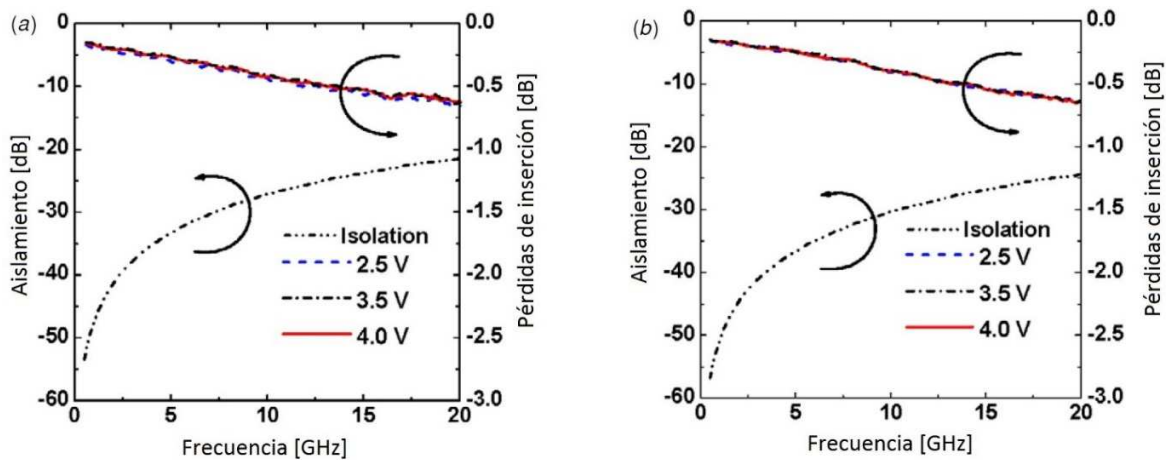 (a)
0
-10
-20
-30
-40
-50
-60
Aislamiento [dB]
0.0
-0.5
-1.0
-1.5
-2.0
-2.5
-3.0
Pérdidas de inserción [dB]
Isolation
2.5 V
3.5 V
4.0 V
0 5 10 15 20
Frecuencia [GHz]
(b)
0
-10
-20
-30
-40
-50
-60
Aislamiento [dB]
0.0
-0.5
-1.0
-1.5
-2.0
-2.5
-3.0
Pérdidas de inserción [dB]
Isolation
2.5 V
3.5 V
4.0 V
0 5 10 15 20
Frecuencia [GHz]